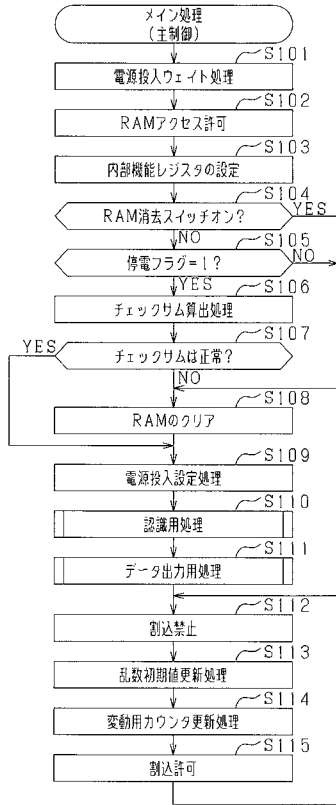 メイン処理
(主制御)
S101
電源投入ウェイト処理
S102
RAMアクセス許可
S103
内部機能レジスタの設定
S104
RAM消去スイッチオン?
YES
NO
S105
停電フラグ=1?
NO
YES
S106
チェックサム算出処理
S107
YES
チェックサムは正常?
NO
S108
RAMのクリア
S109
電源投入設定処理
S110
認識用処理
S111
データ出力用処理
S112
割込禁止
S113
乱数初期値更新処理
S114
変動用カウンタ更新処理
S115
割込許可